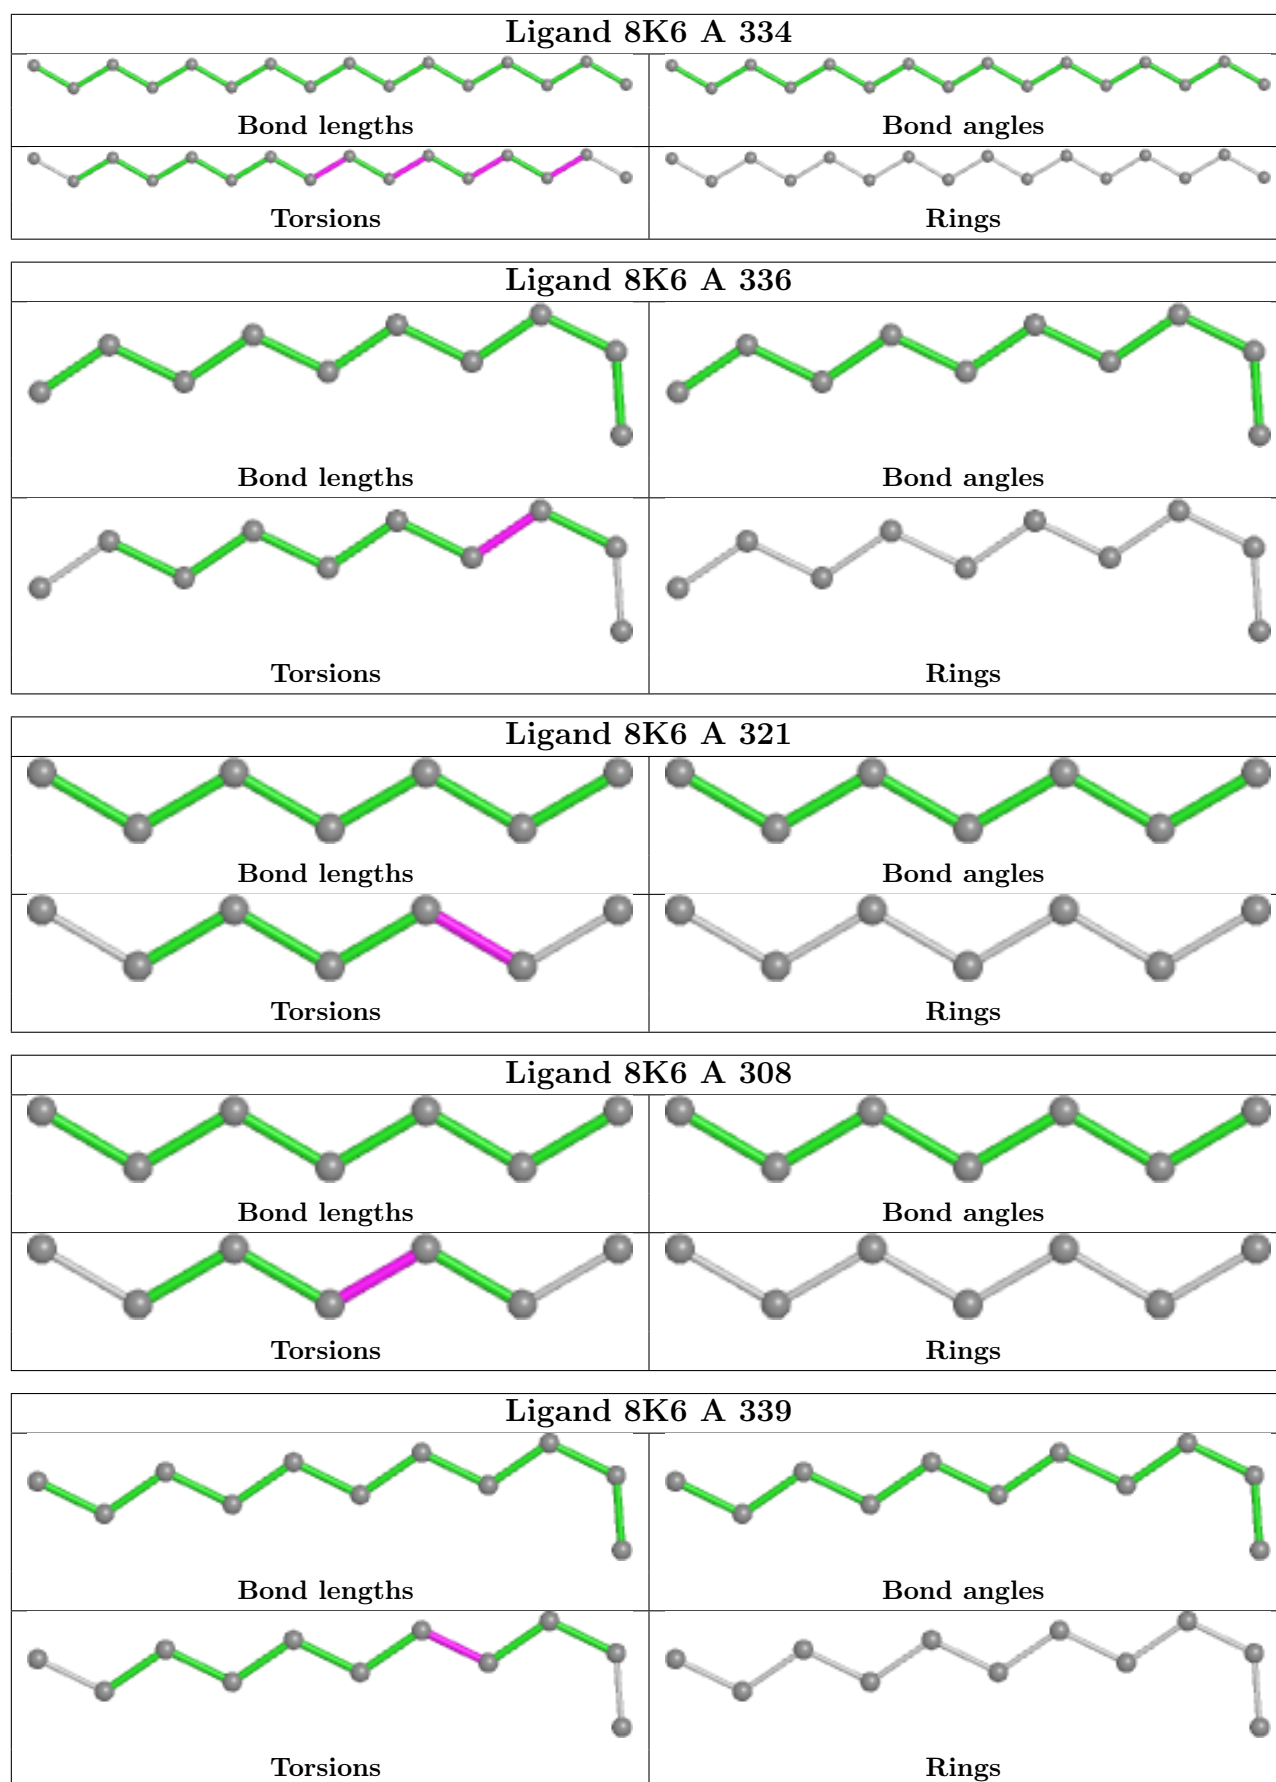 Ligand 8K6 A 334
Bond lengths
Bond angles
Torsions
Rings
Ligand 8K6 A 336
Bond lengths
Bond angles
Torsions
Rings
Ligand 8K6 A 321
Bond lengths
Bond angles
Torsions
Rings
Ligand 8K6 A 308
Bond lengths
Bond angles
Torsions
Rings
Ligand 8K6 A 339
Bond lengths
Bond angles
Torsions
Rings